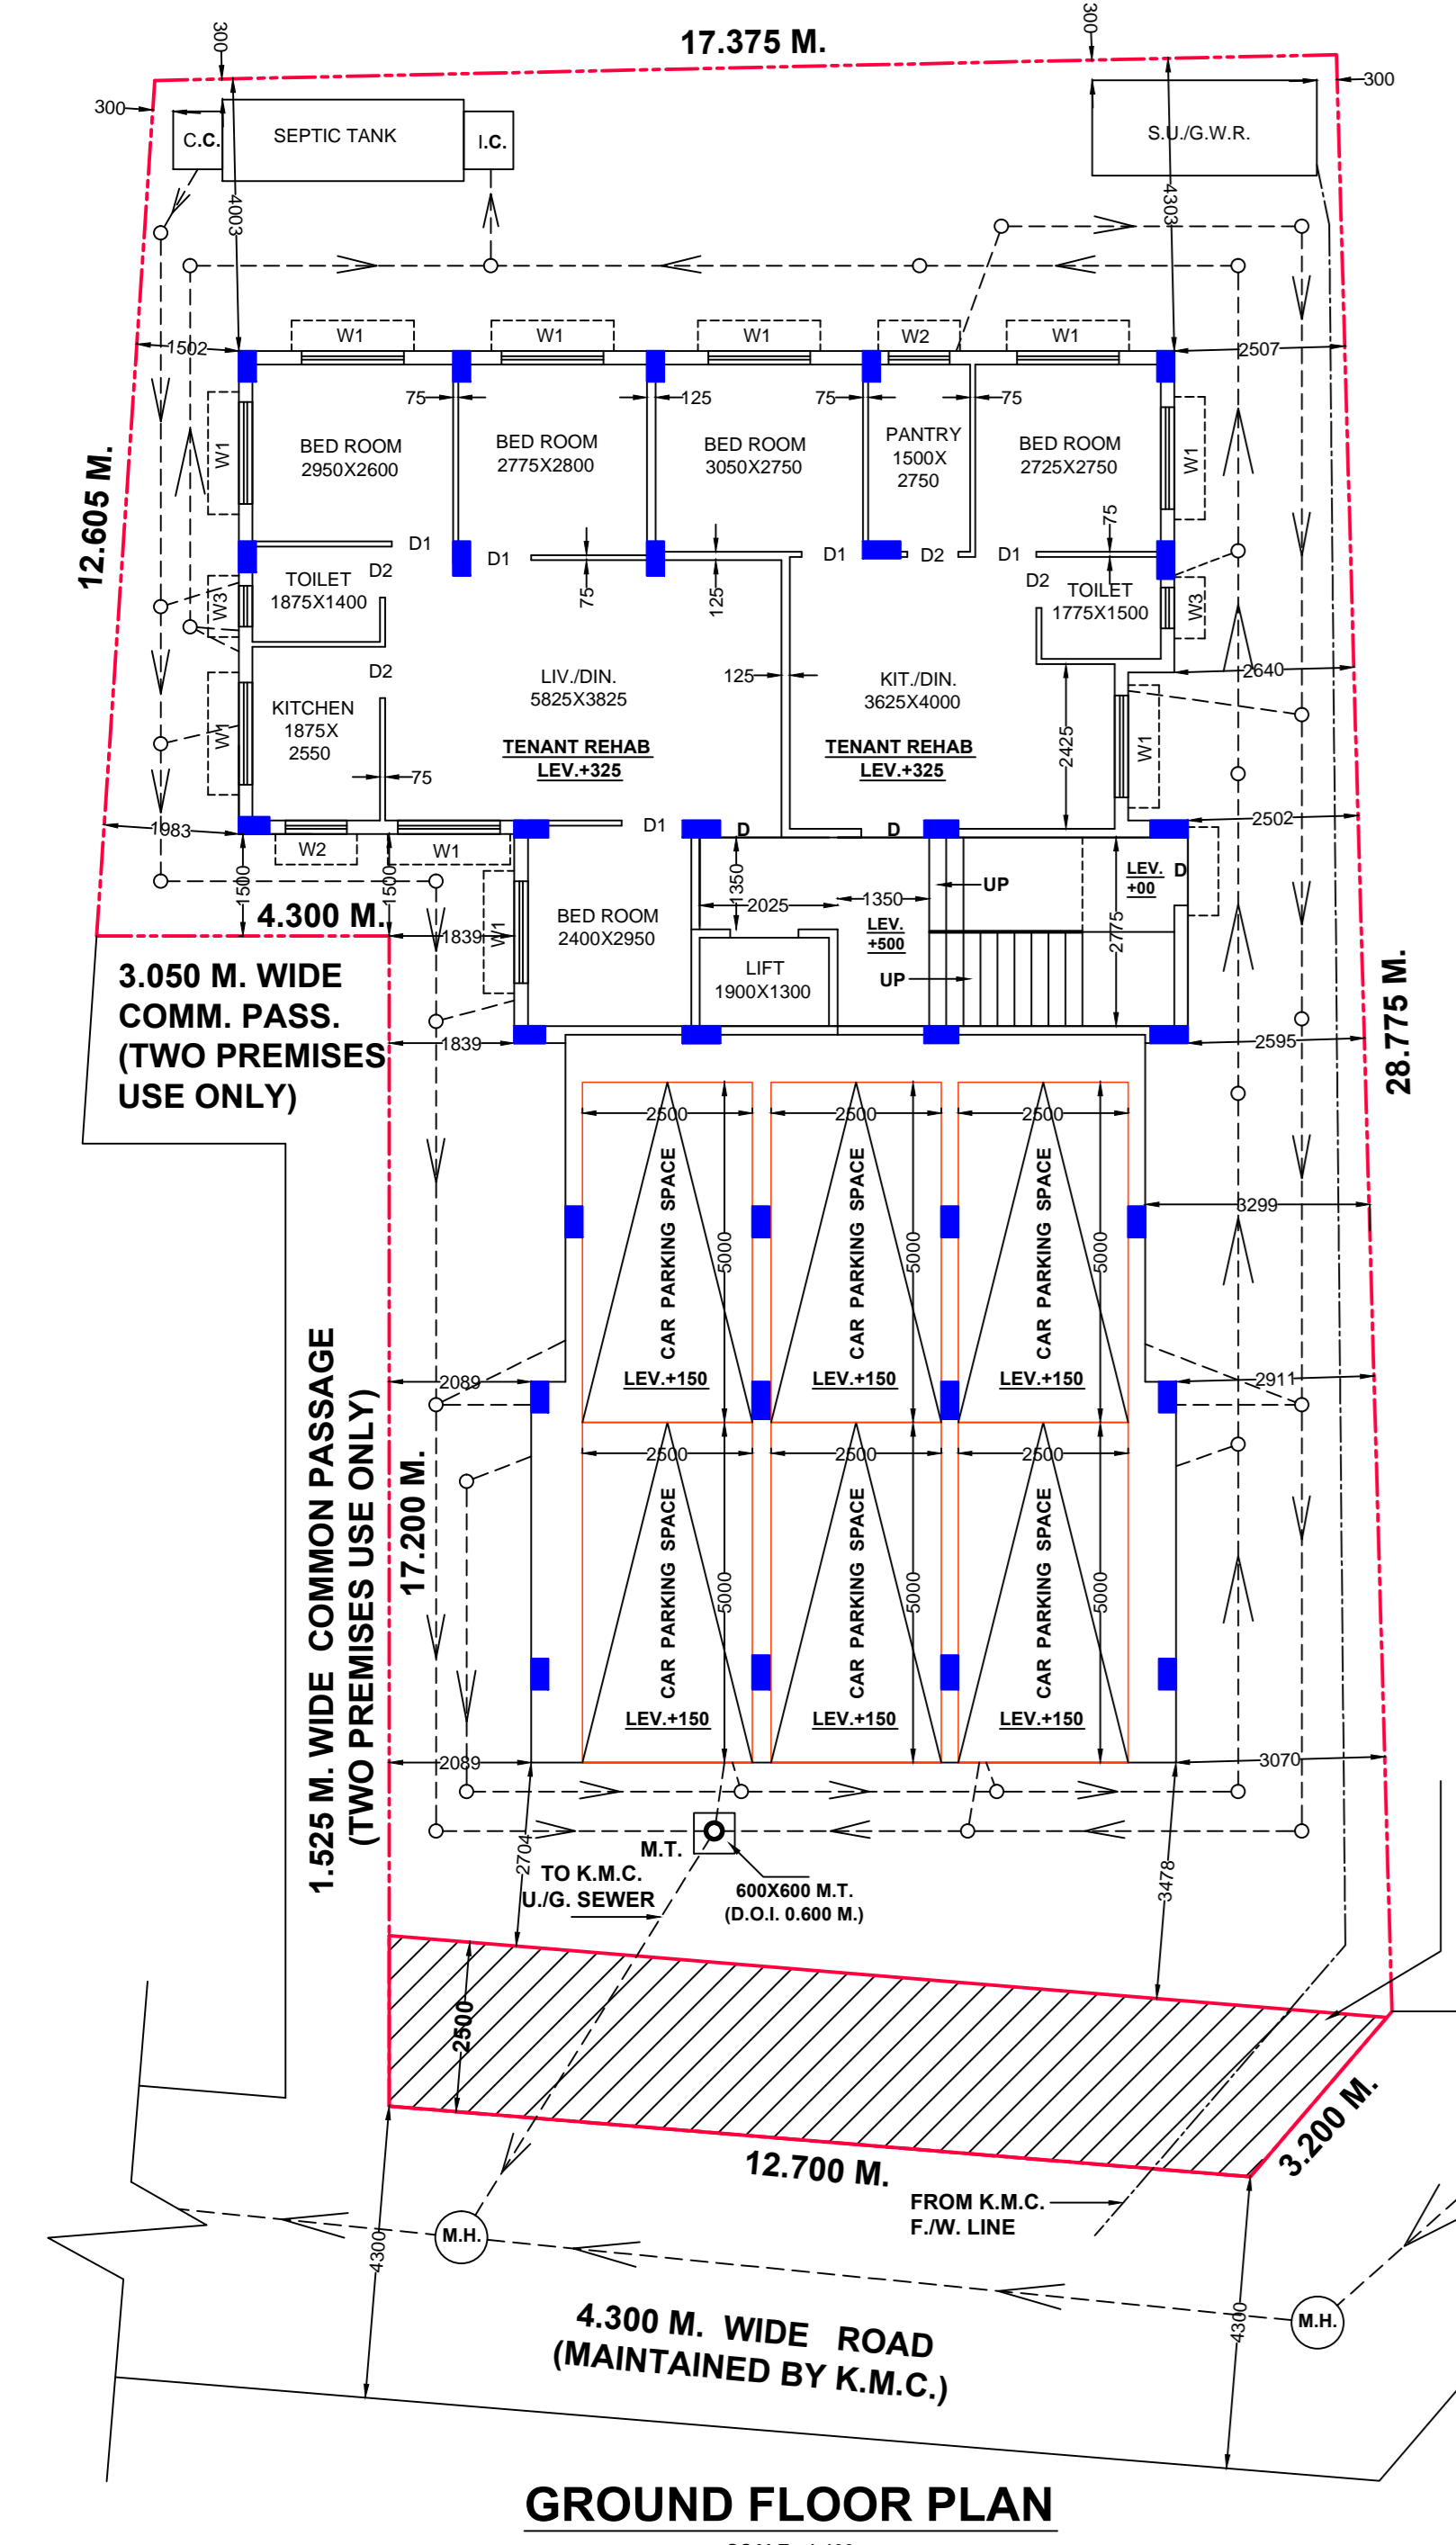 300
300
17.375 M.
300
300
C.C.
SEPTIC TANK
I.C.
S.U./G.W.R.
4003
4303
1502
W1
W1
W1
W2
W1
2507
75
125
75
75
W1
BED ROOM
2950X2600
BED ROOM
2775X2800
BED ROOM
3050X2750
PANTRY
1500X
2750
BED ROOM
2725X2750
W1
12.605 M.
75
D1
D1
D1
D2
D1
D2
D2
TOILET
1875X1400
W3
75
125
TOILET
1775X1500
W3
2640
D2
125
LIV./DIN.
5825X3825
KIT./DIN.
3625X4000
KITCHEN
1875X
2550
W1
TENANT REHAB
LEV.+325
TENANT REHAB
LEV.+325
2425
W1
75
1983
2502
D1
D
D
W2
W1
1500
1500
1350
2025
1350
UP
LEV.
+00
D
4.300 M.
1839
W1
BED ROOM
2400X2950
LEV.
+500
2775
LIFT
1900X1300
UP
3.050 M. WIDE
COMM. PASS.
(TWO PREMISES
USE ONLY)
28.775 M.
1839
2595
2500
2500
2500
CAR PARKING SPACE
5000
CAR PARKING SPACE
5000
CAR PARKING SPACE
5000
3299
LEV.+150
LEV.+150
LEV.+150
2089
2911
1.525 M. WIDE COMMON PASSAGE
(TWO PREMISES USE ONLY)
17.200 M.
2500
2500
2500
CAR PARKING SPACE
5000
CAR PARKING SPACE
5000
CAR PARKING SPACE
5000
LEV.+150
LEV.+150
LEV.+150
2089
3070
2704
M.T.
TO K.M.C.
U./G. SEWER
600X600 M.T.
(D.O.I. 0.600 M.)
3478
2500
3.200 M.
12.700 M.
FROM K.M.C.
F./W. LINE
M.H.
4300
4300
M.H.
4.300 M. WIDE ROAD
(MAINTAINED BY K.M.C.)
GROUND FLOOR PLAN